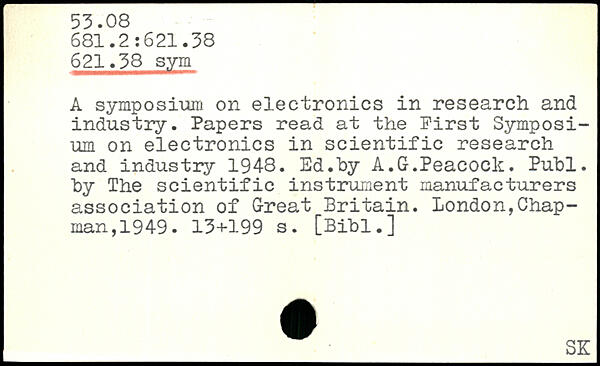 53.08
681.2:621.38
621.38 sym
A symposium on electronics in research and
industry. Papers read at the First Symposi-
um on electronics in scientific research
and industry 1948. Ed.by A.G.Peacock. Publ.
by The scientific instrument manufacturers
association of Great Britain. London,Chap-
man,1949. 13+199 s. [Bibl.]
SK